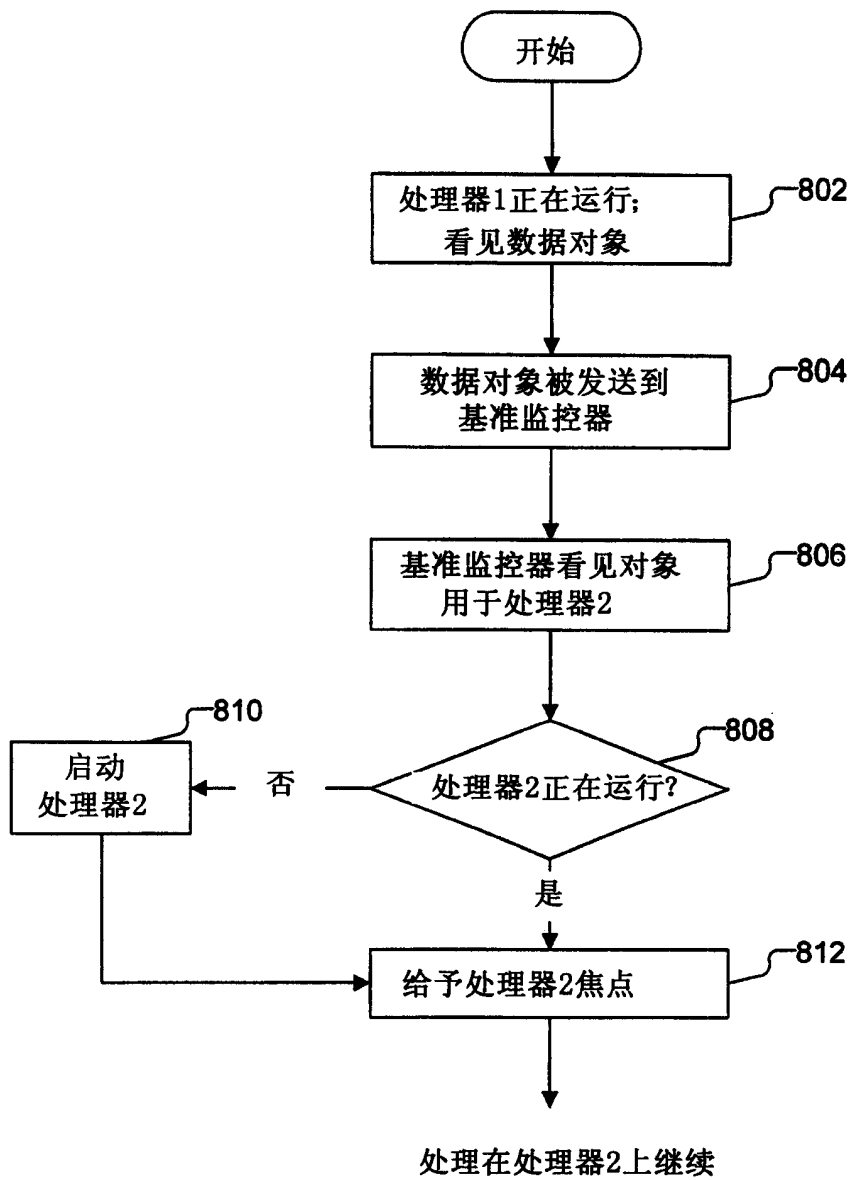 开始
处理器1正在运行;
看见数据对象
802
数据对象被发送到
基准监控器
804
基准监控器看见对象
用于处理器2
806
808
处理器2正在运行?
否
810
启动
处理器2
是
给予处理器2焦点
812
处理在处理器2上继续